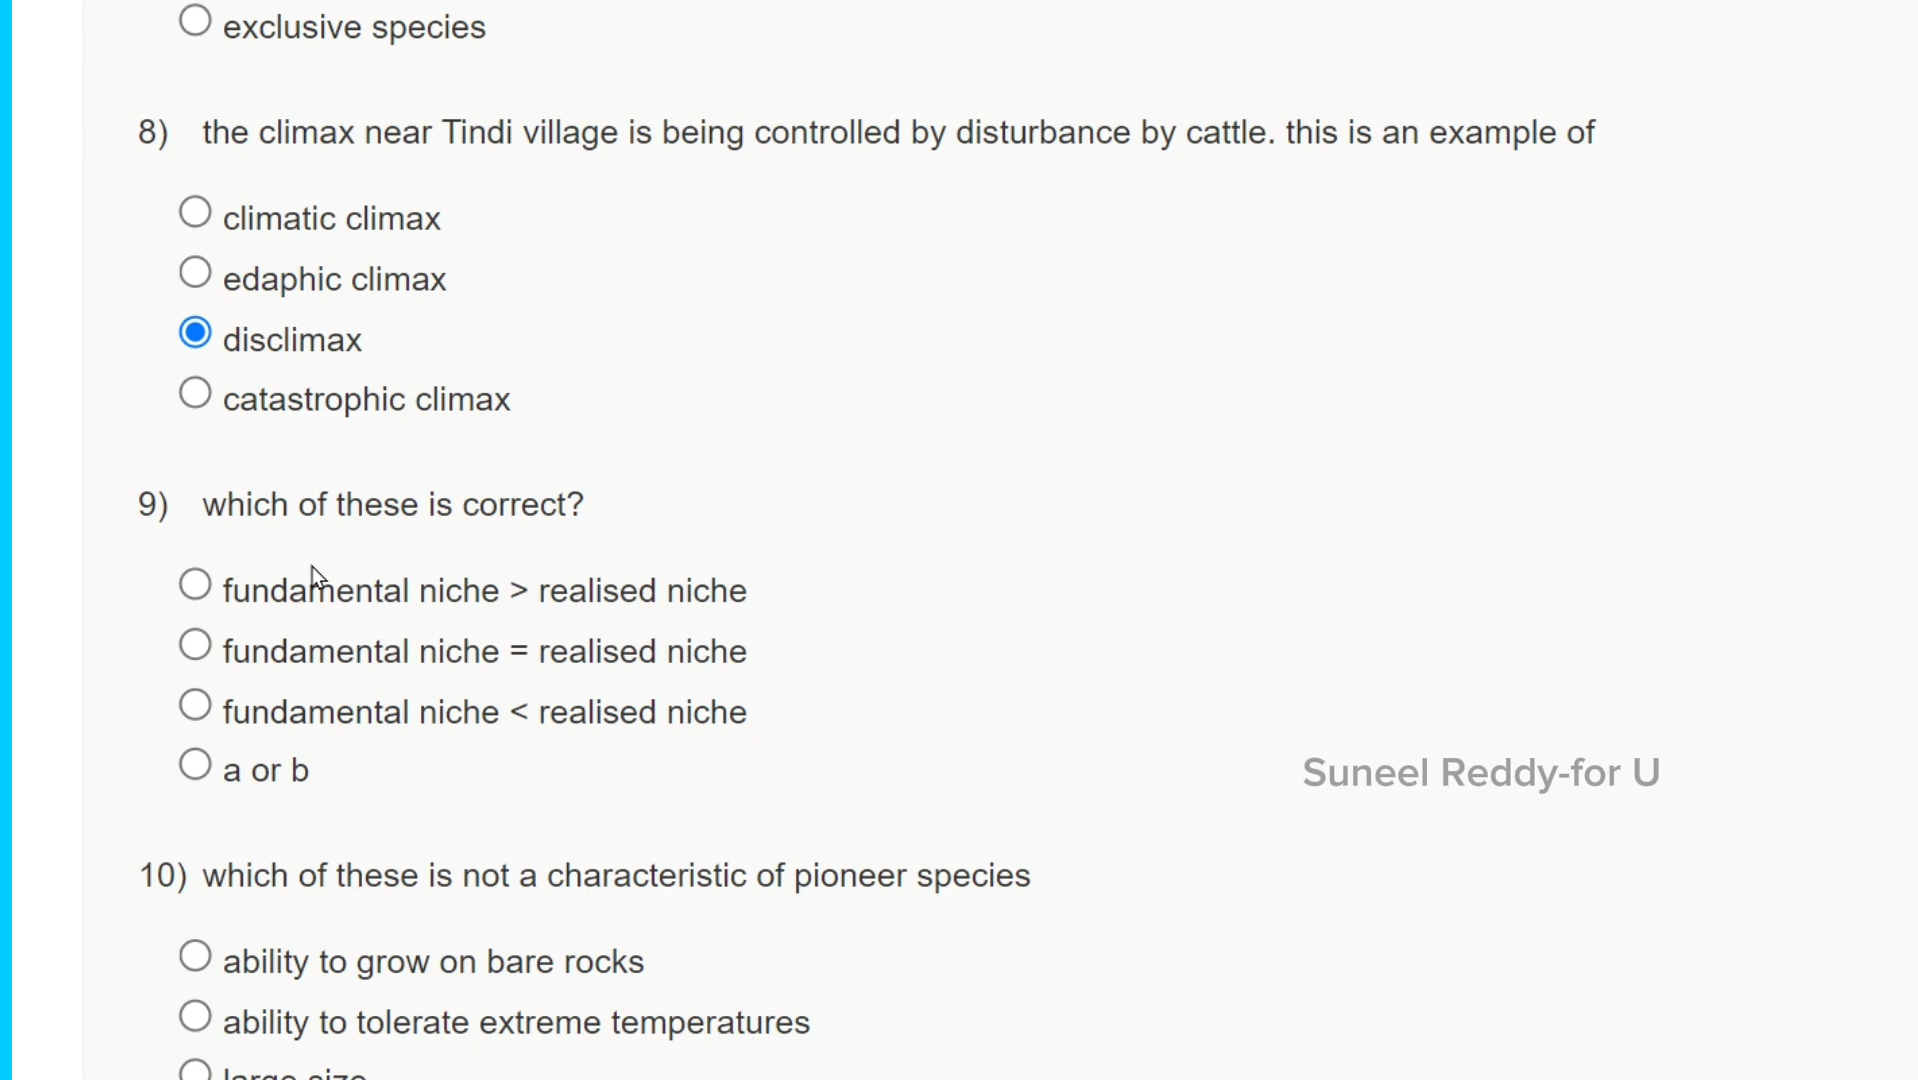 exclusive species
8) the climax near Tindi village is being controlled by disturbance by cattle. this is an example of
climatic climax
edaphic climax
disclimax
catastrophic climax
9) which of these is correct?
fundamental niche > realised niche
fundamental niche = realised niche
fundamental niche < realised niche
a or b
Suneel Reddy-for U
10) which of these is not a characteristic of pioneer species
ability to grow on bare rocks
ability to tolerate extreme temperatures
large size